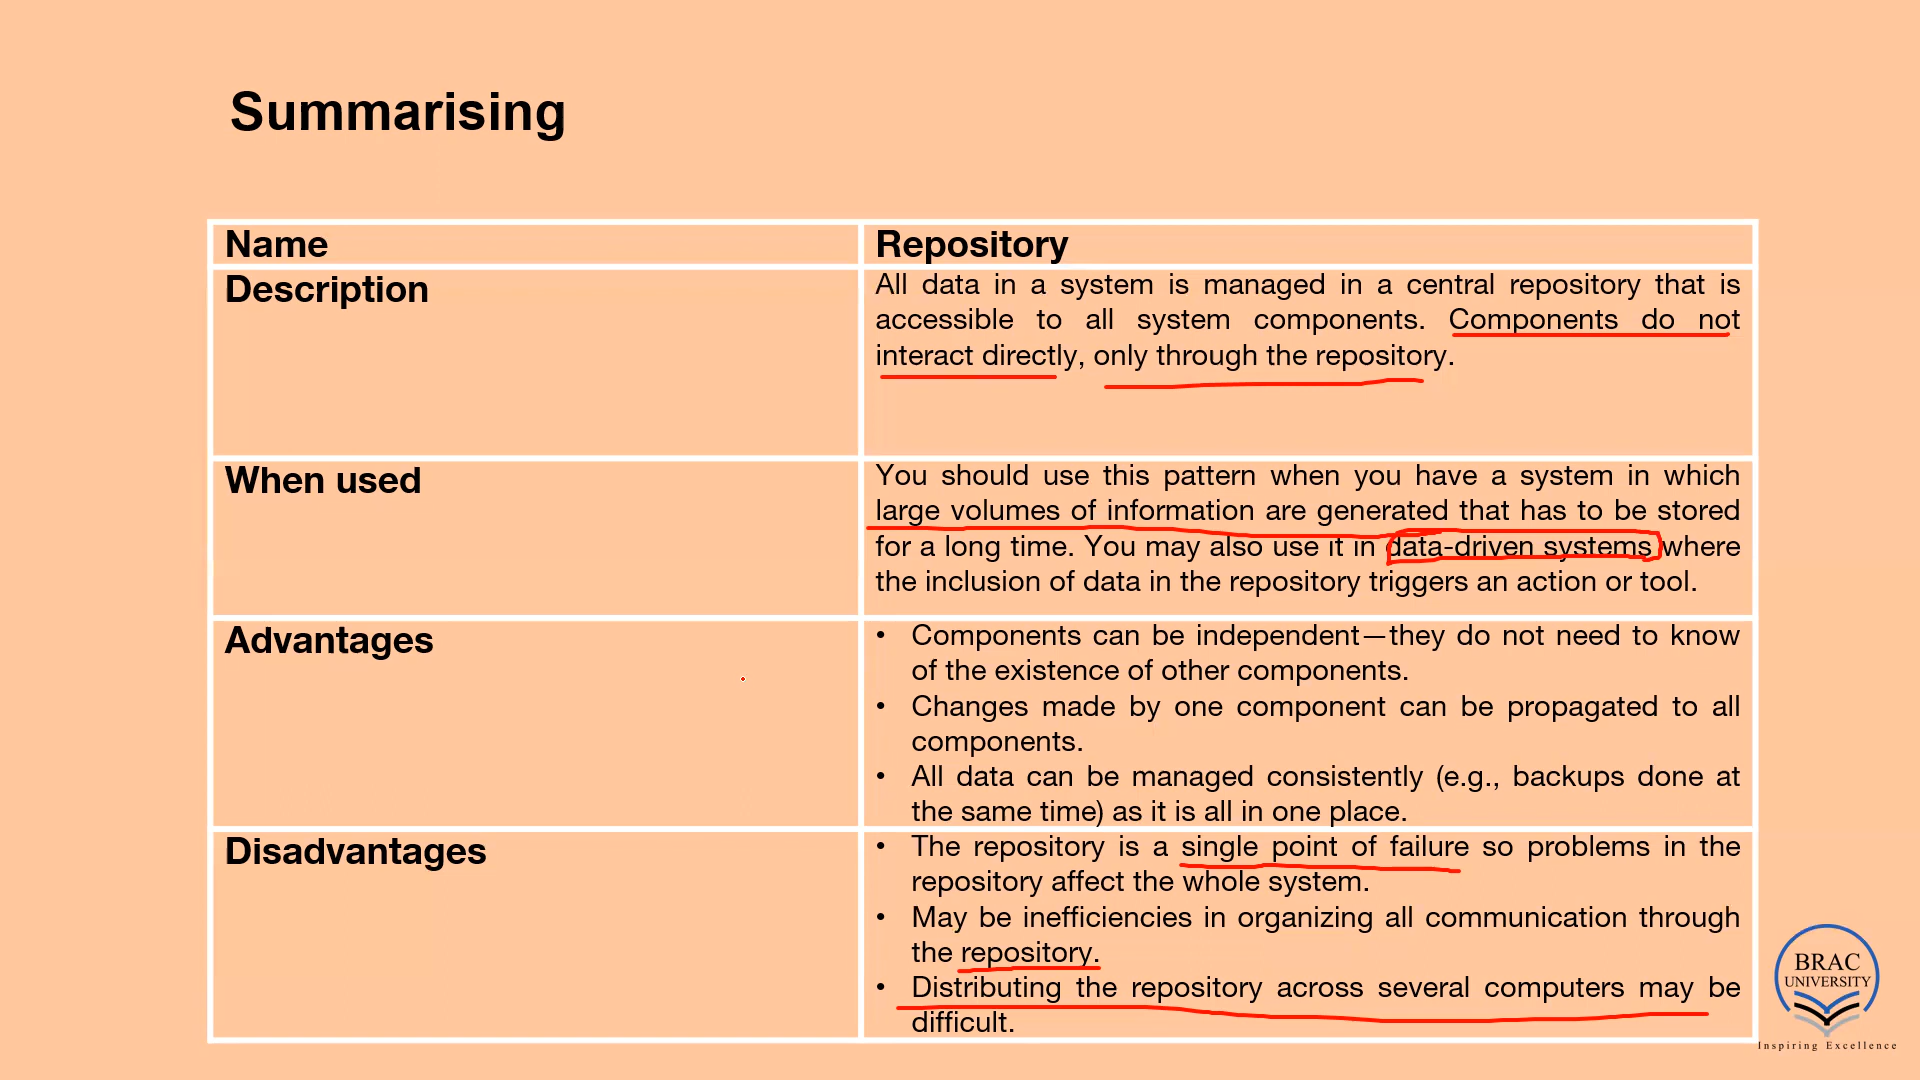 Summarising
Name
Repository
Description
All data in a system is managed in a central repository that is
accessible to all system components. Components do not
interact directly, only through the repository.
When used
You should use this pattern when you have a system in which
large volumes of information are generated that has to be stored
for a long time. You may also use it in data-driven systems where
the inclusion of data in the repository triggers an action or tool.
Advantages
• Components can be independent—they do not need to know
of the existence of other components.
• Changes made by one component can be propagated to all
components.
• All data can be managed consistently (e.g., backups done at
the same time) as it is all in one place.
Disadvantages
• The repository is a single point of failure so problems in the
repository affect the whole system.
• May be inefficiencies in organizing all communication through
the repository.
• Distributing the repository across several computers may be
difficult.
BRAC
UNIVERSITY
Inspiring Excellence